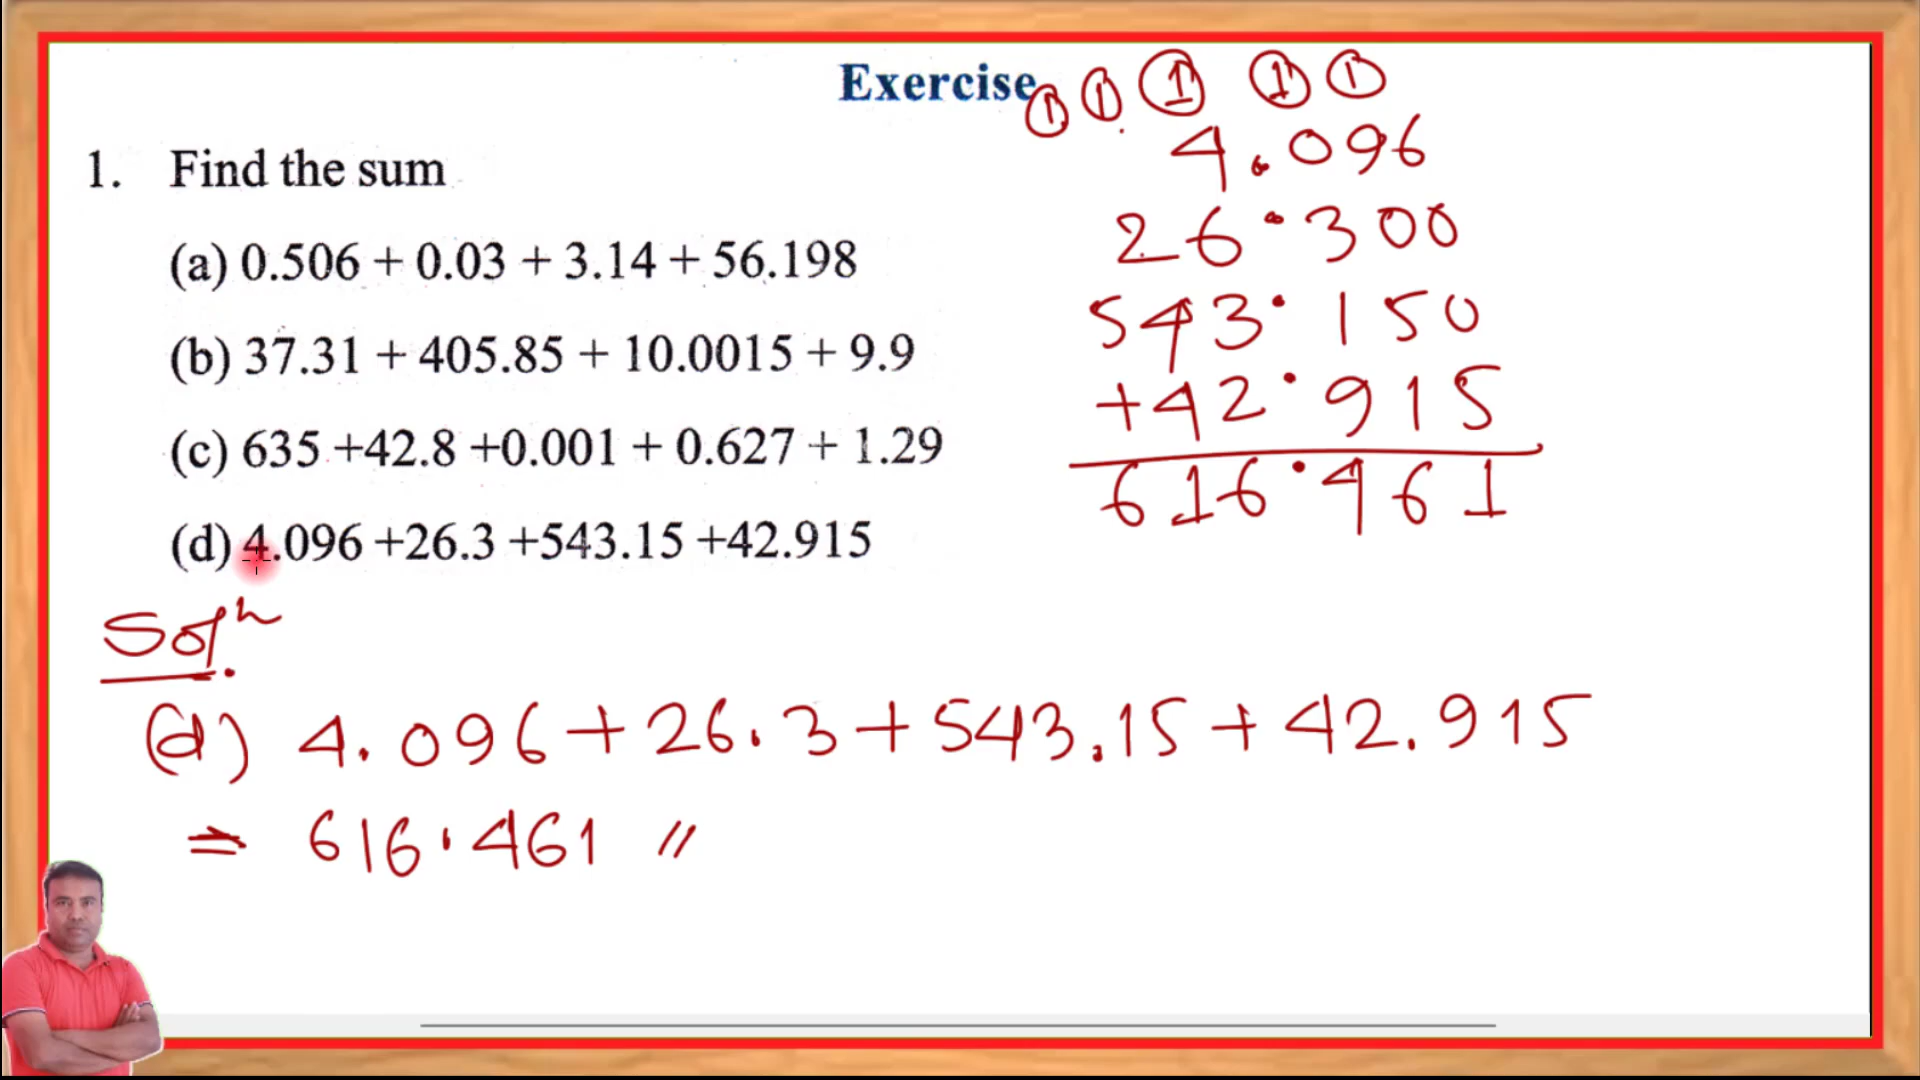 Exercise
1. Find the sum
(a) 0.506 + 0.03 + 3.14 + 56.198
(b) 37.31 + 405.85 + 10.0015 + 9.9
(c) 635 +42.8 +0.001 + 0.627 + 1.29
(d) 4.096 +26.3 +543.15 +42.915
1 1 1 1 1
4.096
26.300
543.150
+42.915
616.461
Solⁿ.
(d) 4.096 + 26.3 + 543.15 + 42.915
= 616.461 //